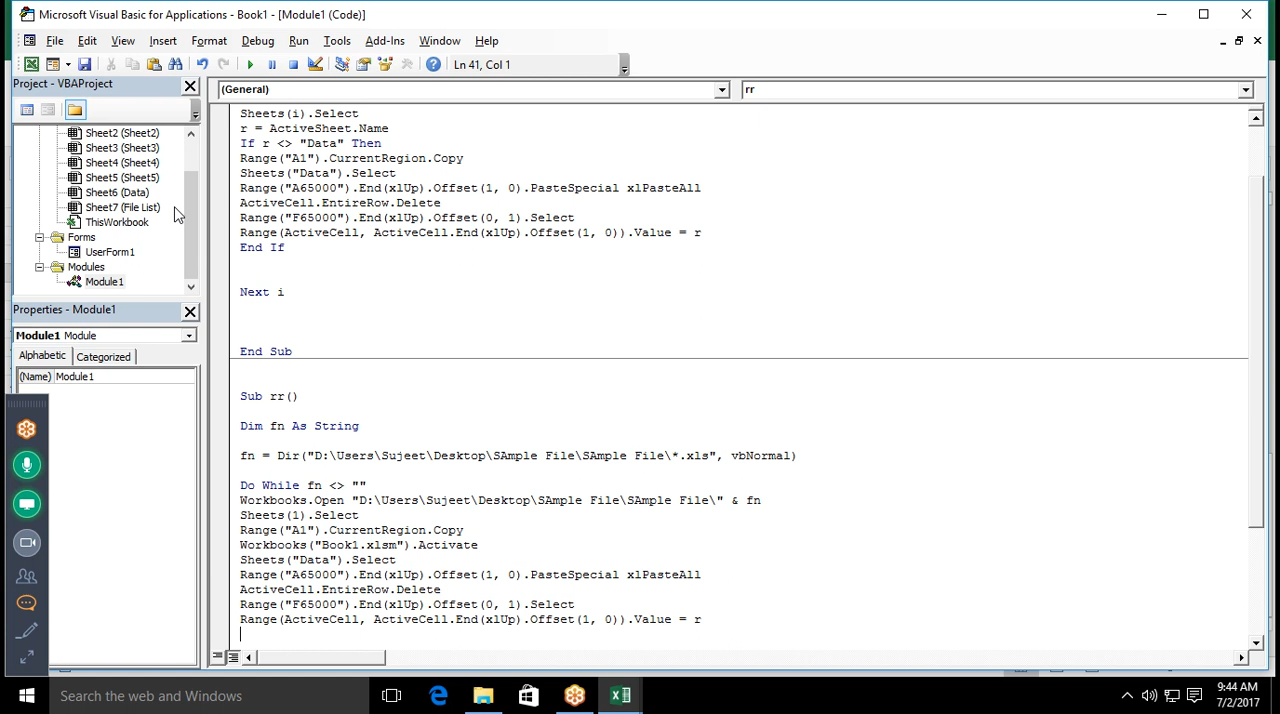 Microsoft Visual Basic for Applications - Book1 - [Module1 (Code)]
File Edit View Insert Format Debug Run Tools Add-Ins Window Help
Ln 41, Col 1
Project - VBAProject
(General)
rr
Sheet2 (Sheet2)
Sheet3 (Sheet3)
Sheet4 (Sheet4)
Sheet5 (Sheet5)
Sheet6 (Data)
Sheet7 (File List)
ThisWorkbook
Forms
UserForm1
Modules
Module1
Properties - Module1
Module1 Module
Alphabetic Categorized
(Name) Module1
Sheets(i).Select
r = ActiveSheet.Name
If r <> "Data" Then
Range("A1").CurrentRegion.Copy
Sheets("Data").Select
Range("A65000").End(xlUp).Offset(1, 0).PasteSpecial xlPasteAll
ActiveCell.EntireRow.Delete
Range("F65000").End(xlUp).Offset(0, 1).Select
Range(ActiveCell, ActiveCell.End(xlUp).Offset(1, 0)).Value = r
End If
Next i
End Sub
Sub rr()
Dim fn As String
fn = Dir("D:\Users\Sujeet\Desktop\SAmple File\SAmple File\*.xls", vbNormal)
Do While fn <> ""
Workbooks.Open "D:\Users\Sujeet\Desktop\SAmple File\SAmple File\" & fn
Sheets(1).Select
Range("A1").CurrentRegion.Copy
Workbooks("Book1.xlsm").Activate
Sheets("Data").Select
Range("A65000").End(xlUp).Offset(1, 0).PasteSpecial xlPasteAll
ActiveCell.EntireRow.Delete
Range("F65000").End(xlUp).Offset(0, 1).Select
Range(ActiveCell, ActiveCell.End(xlUp).Offset(1, 0)).Value = r
Search the web and Windows
9:44 AM
7/2/2017